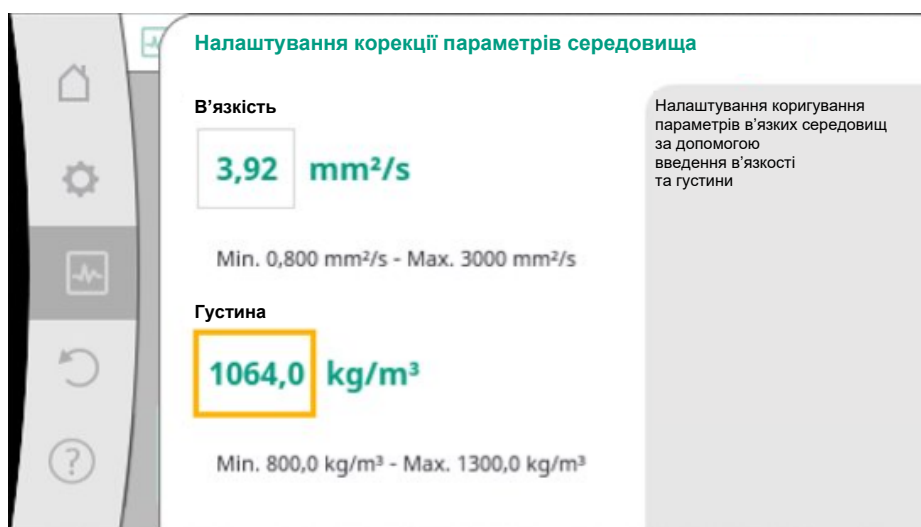 Налаштування корекції параметрів середовища
В’язкість
3,92 mm²/s
Min. 0,800 mm²/s - Max. 3000 mm²/s
Густина
1064,0 kg/m³
Min. 800,0 kg/m³ - Max. 1300,0 kg/m³
Налаштування коригування
параметрів в’язких середовищ
за допомогою
введення в’язкості
та густини
?